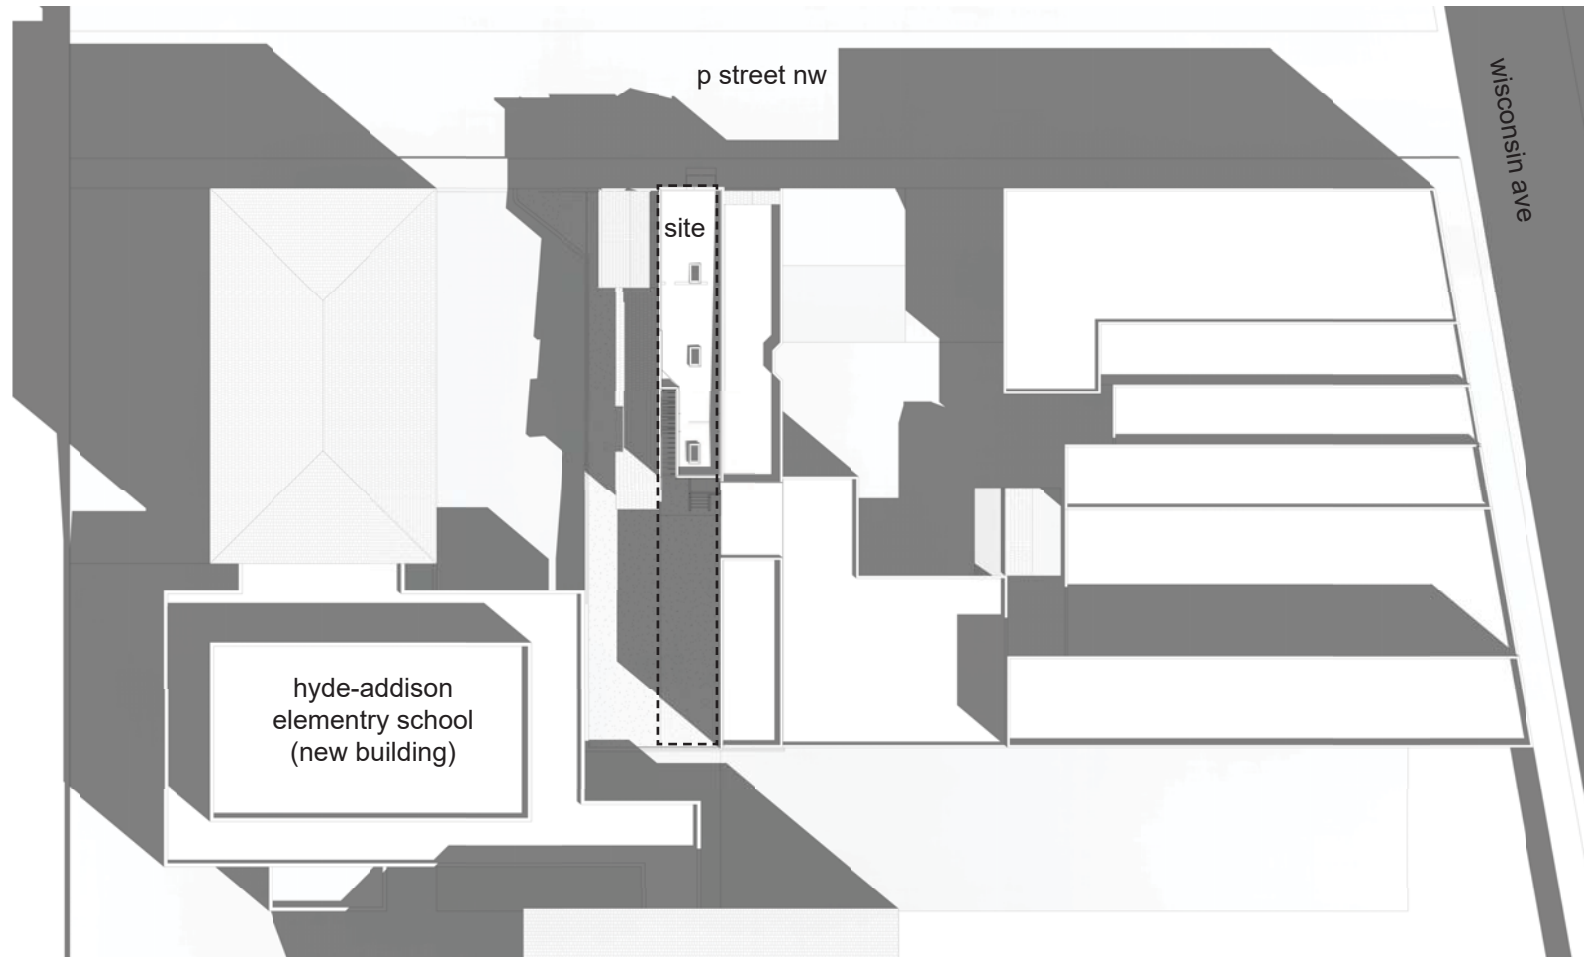 p street nw
wisconsin ave
site
hyde-addison
elementry school
(new building)